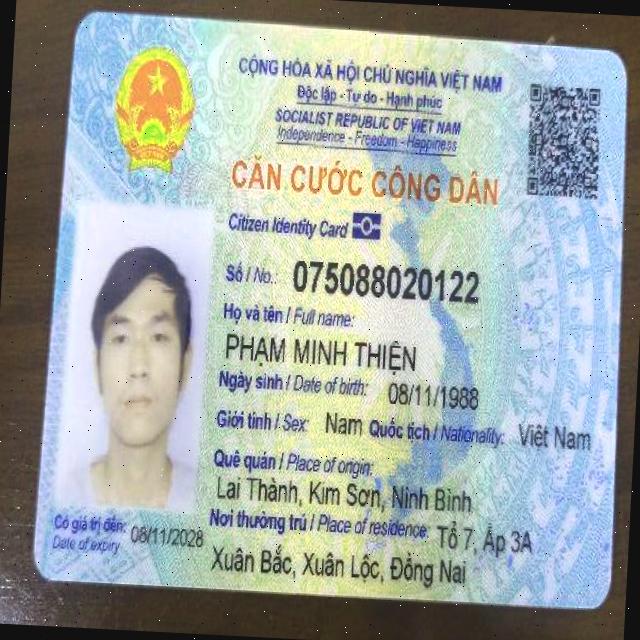 CỘNG HÒA XÃ HỘI CHỦ NGHĨA VIỆT NAM
Độc lập - Tự do - Hạnh phúc
SOCIALIST REPUBLIC OF VIET NAM
Independence - Freedom - Happiness
CĂN CƯỚC CÔNG DÂN
Citizen Identity Card
Số / No.: 075088020122
Họ và tên / Full name:
PHẠM MINH THIỆN
Ngày sinh / Date of birth: 08/11/1988
Giới tính / Sex: Nam Quốc tịch / Nationality: Việt Nam
Quê quán / Place of origin:
Lai Thành, Kim Sơn, Ninh Bình
Nơi thường trú / Place of residence: Tổ 7, Ấp 3A
Xuân Bắc, Xuân Lộc, Đồng Nai
Có giá trị đến: 08/11/2028
Date of expiry